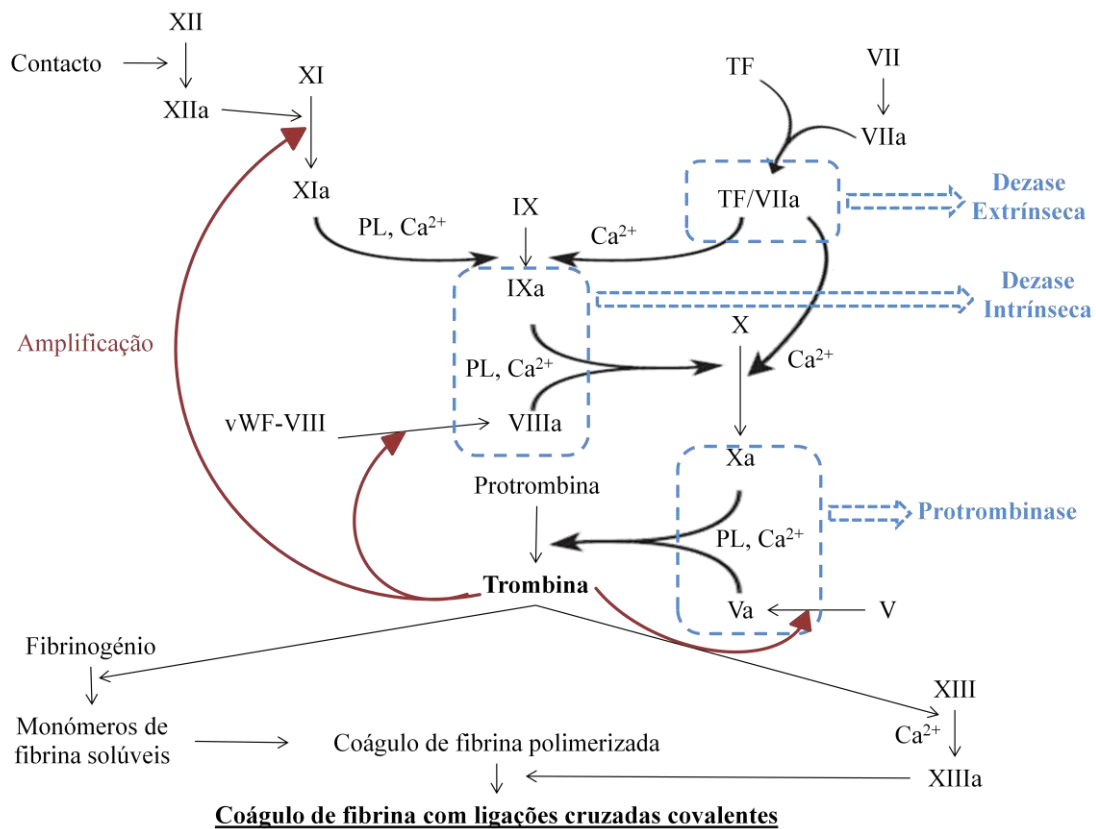 XII
Contacto
XI
XIIa
TF
VII
VIIa
XIa
TF/VIIa
Dezase
Extrínseca
PL, Ca²⁺
IX
Ca²⁺
IXa
Dezase
Intrínseca
X
Amplificação
PL, Ca²⁺
Ca²⁺
vWF-VIII
VIIIa
Xa
Protrombina
Protrombinase
PL, Ca²⁺
Trombina
Va
V
Fibrinogénio
XIII
Monómeros de
fibrina solúveis
Coágulo de fibrina polimerizada
Ca²⁺
XIIIa
Coágulo de fibrina com ligações cruzadas covalentes